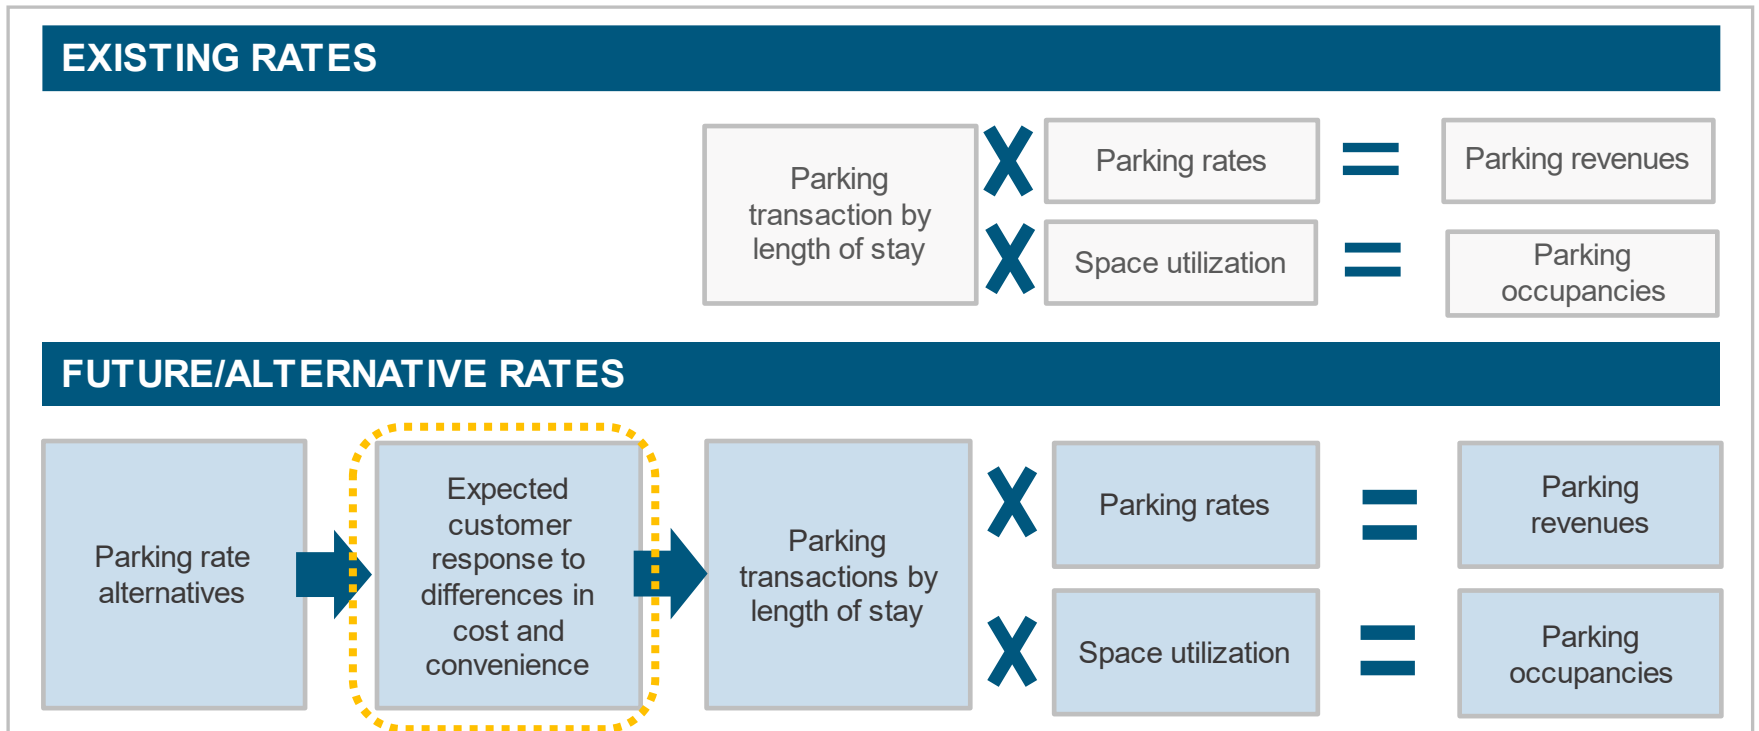 EXISTING RATES
Parking
transaction by
length of stay
Parking rates
Parking revenues
Space utilization
Parking
occupancies
FUTURE/ALTERNATIVE RATES
Parking rate
alternatives
Expected
customer
response to
differences in
cost and
convenience
Parking
transactions by
length of stay
Parking rates
Parking
revenues
Space utilization
Parking
occupancies